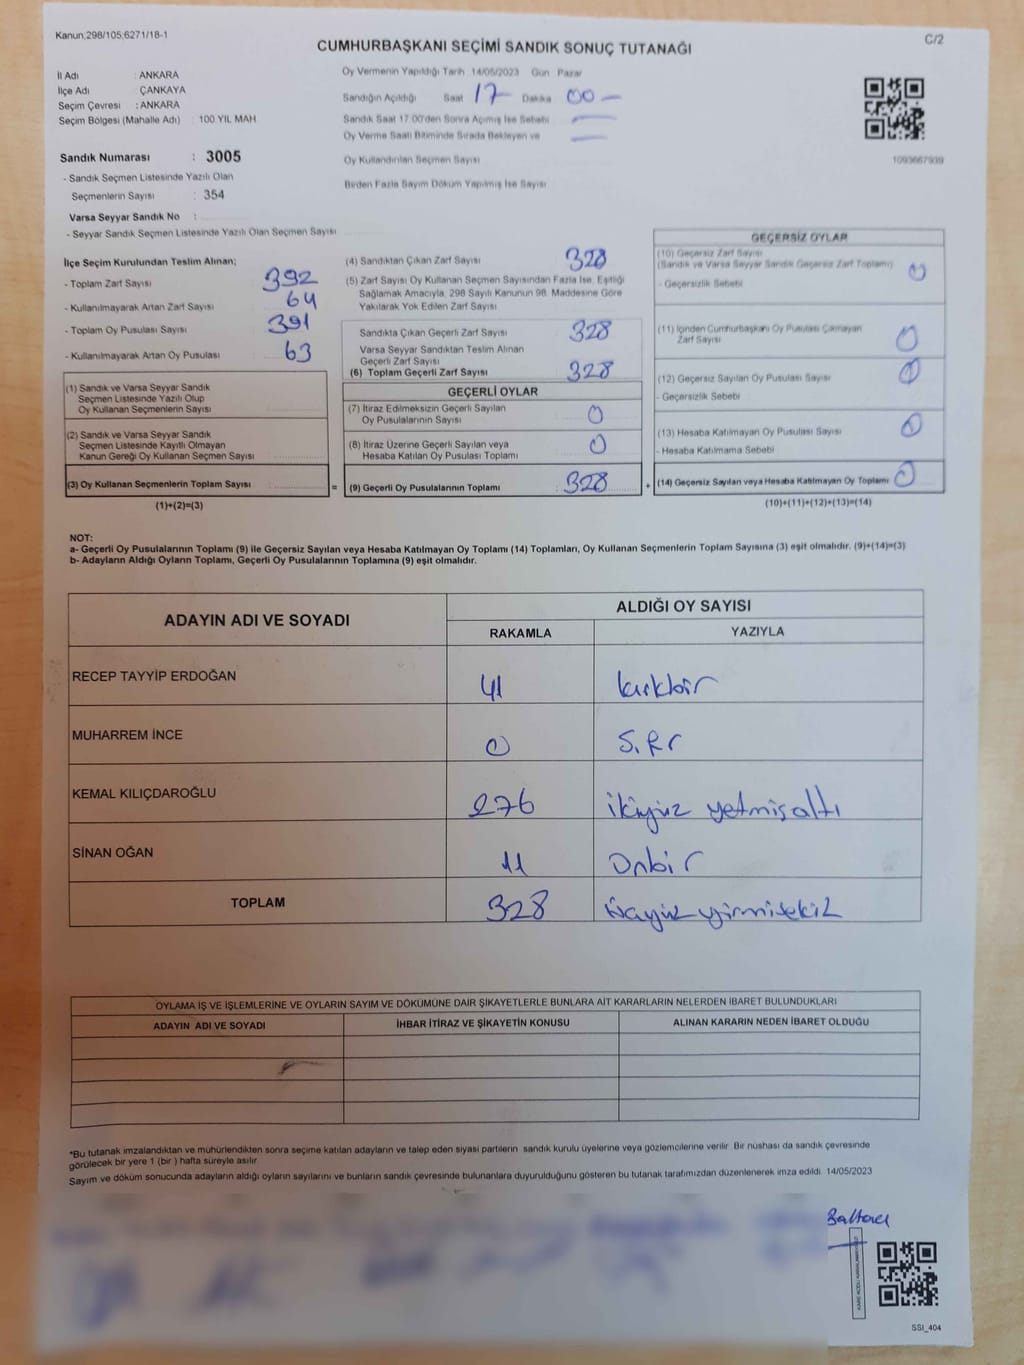 Kanun;298/105;6271/18-1
C/2
CUMHURBAŞKANI SEÇİMİ SANDIK SONUÇ TUTANAĞI
İl Adı : ANKARA
İlçe Adı : ÇANKAYA
Seçim Çevresi : ANKARA
Seçim Bölgesi (Mahalle Adı) : 100 YIL MAH
Sandık Numarası : 3005
- Sandık Seçmen Listesinde Yazılı Olan
Seçmenlerin Sayısı : 354
Varsa Seyyar Sandık No :
- Seyyar Sandık Seçmen Listesinde Yazılı Olan Seçmen Sayısı
Oy Vermenin Yapıldığı Tarih :14/05/2023 Gün :Pazar
Sandığın Açıldığı Saat 17 Dakika 00 —
Sandık Saat 17:00'den Sonra Açılmış İse Sebebi
Oy Verme Saati Bitiminde Sırada Bekleyen ve
Oy Kullandırılan Seçmen Sayısı
Birden Fazla Sayım Döküm Yapılmış İse Sayısı
1093667939
İlçe Seçim Kurulundan Teslim Alınan;
- Toplam Zarf Sayısı 392
- Kullanılmayarak Artan Zarf Sayısı 64
- Toplam Oy Pusulası Sayısı 391
- Kullanılmayarak Artan Oy Pusulası 63
(1) Sandık ve Varsa Seyyar Sandık
Seçmen Listesinde Yazılı Olup
Oy Kullanan Seçmenlerin Sayısı
(2) Sandık ve Varsa Seyyar Sandık
Seçmen Listesinde Kayıtlı Olmayan
Kanun Gereği Oy Kullanan Seçmen Sayısı
(3) Oy Kullanan Seçmenlerin Toplam Sayısı =
(1)+(2)=(3)
(4) Sandıktan Çıkan Zarf Sayısı 328
(5) Zarf Sayısı Oy Kullanan Seçmen Sayısından Fazla İse, Eşitliği
Sağlamak Amacıyla, 298 Sayılı Kanunun 98. Maddesine Göre
Yakılarak Yok Edilen Zarf Sayısı
Sandıkta Çıkan Geçerli Zarf Sayısı 328
Varsa Seyyar Sandıktan Teslim Alınan
Geçerli Zarf Sayısı
(6) Toplam Geçerli Zarf Sayısı 328
GEÇERLİ OYLAR
(7) İtiraz Edilmeksizin Geçerli Sayılan
Oy Pusulalarının Sayısı 0
(8) İtiraz Üzerine Geçerli Sayılan veya
Hesaba Katılan Oy Pusulası Toplamı 0
(9) Geçerli Oy Pusulalarının Toplamı 328 +
GEÇERSİZ OYLAR
(10) Geçersiz Zarf Sayısı
(Sandık ve Varsa Seyyar Sandık Geçersiz Zarf Toplamı) 0
- Geçersizlik Sebebi
(11) İçinden Cumhurbaşkanı Oy Pusulası Çıkmayan
Zarf Sayısı 0
(12) Geçersiz Sayılan Oy Pusulası Sayısı 0
- Geçersizlik Sebebi
(13) Hesaba Katılmayan Oy Pusulası Sayısı 0
- Hesaba Katılmama Sebebi
(14) Geçersiz Sayılan veya Hesaba Katılmayan Oy Toplamı 0
(10)+(11)+(12)+(13)=(14)
NOT:
a- Geçerli Oy Pusulalarının Toplamı (9) ile Geçersiz Sayılan veya Hesaba Katılmayan Oy Toplamı (14) Toplamları, Oy Kullanan Seçmenlerin Toplam Sayısına (3) eşit olmalıdır. (9)+(14)=(3)
b- Adayların Aldığı Oyların Toplamı, Geçerli Oy Pusulalarının Toplamına (9) eşit olmalıdır.
ADAYIN ADI VE SOYADI
ALDIĞI OY SAYISI
RAKAMLA YAZIYLA
RECEP TAYYİP ERDOĞAN 41 kırkbir
MUHARREM İNCE 0 Sıfır
KEMAL KILIÇDAROĞLU 276 ikiyüz yetmişaltı
SİNAN OĞAN 11 Onbir
TOPLAM 328 üçyüz yirmisekiz
OYLAMA İŞ VE İŞLEMLERİNE VE OYLARIN SAYIM VE DÖKÜMÜNE DAİR ŞİKAYETLERLE BUNLARA AİT KARARLARIN NELERDEN İBARET BULUNDUKLARI
ADAYIN ADI VE SOYADI İHBAR İTİRAZ VE ŞİKAYETİN KONUSU ALINAN KARARIN NEDEN İBARET OLDUĞU
*Bu tutanak imzalandıktan ve mühürlendikten sonra seçime katılan adayların ve talep eden siyasi partilerin sandık kurulu üyelerine veya gözlemcilerine verilir. Bir nüshası da sandık çevresinde
görülecek bir yere 1 (bir ) hafta süreyle asılır.
Sayım ve döküm sonucunda adayların aldığı oyların sayılarını ve bunların sandık çevresinde bulunanlara duyurulduğunu gösteren bu tutanak tarafımızdan düzenlenerek imza edildi. 14/05/2023
SSI_404